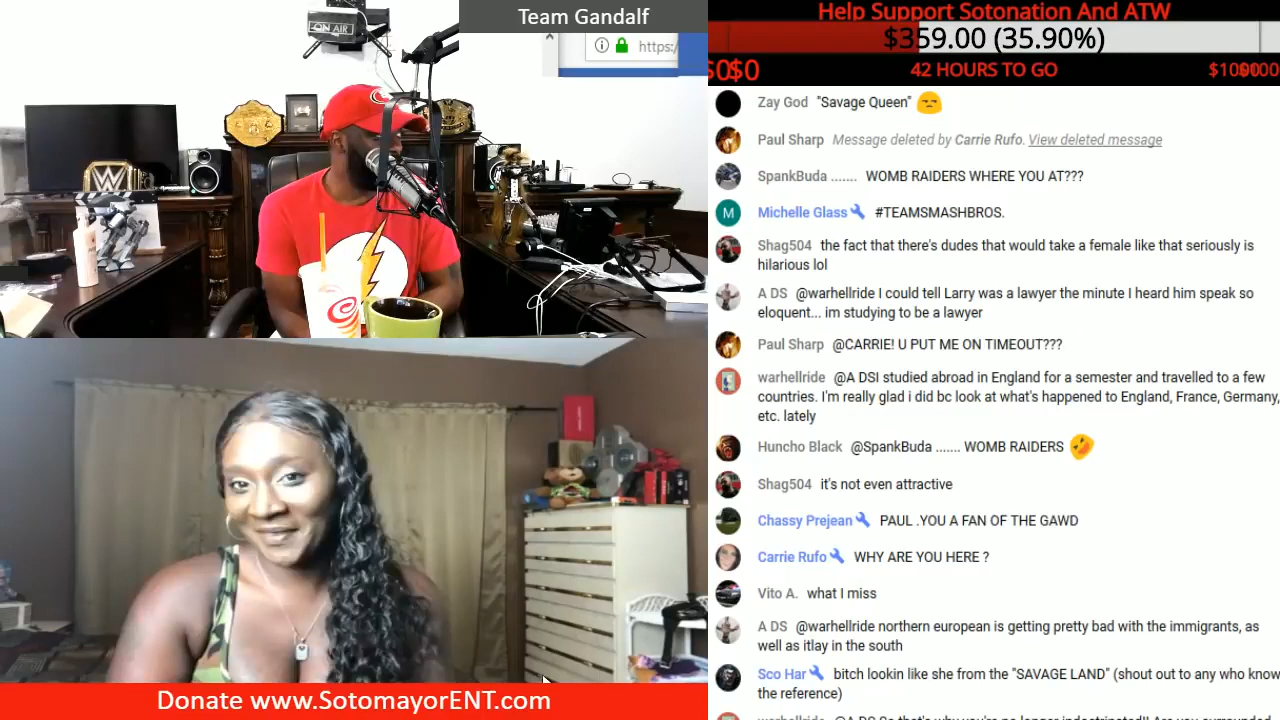 Team Gandalf
ON AIR
https:/
W
Donate www.SotomayorENT.com
Help Support Sotonation And ATW
$359.00 (35.90%)
42 HOURS TO GO
Zay God "Savage Queen" 😒
Paul Sharp Message deleted by Carrie Rufo. View deleted message
SpankBuda ....... WOMB RAIDERS WHERE YOU AT???
M Michelle Glass #TEAMSMASHBROS.
Shag504 the fact that there's dudes that would take a female like that seriously is
hilarious lol
A DS @warhellride I could tell Larry was a lawyer the minute I heard him speak so
eloquent... im studying to be a lawyer
Paul Sharp @CARRIE! U PUT ME ON TIMEOUT???
warhellride @A DSI studied abroad in England for a semester and travelled to a few
countries. I'm really glad i did bc look at what's happened to England, France, Germany,
etc. lately
Huncho Black @SpankBuda ....... WOMB RAIDERS 🤣
Shag504 it's not even attractive
Chassy Prejean PAUL .YOU A FAN OF THE GAWD
Carrie Rufo WHY ARE YOU HERE ?
Vito A. what I miss
A DS @warhellride northern european is getting pretty bad with the immigrants, as
well as itlay in the south
Sco Har bitch lookin like she from the "SAVAGE LAND" (shout out to any who know
the reference)